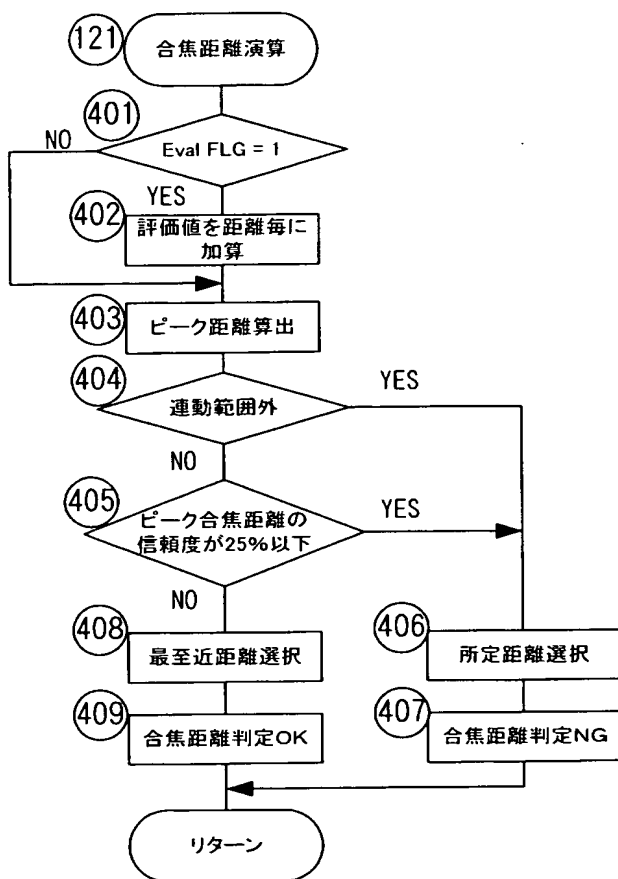 121
合焦距離演算
401
NO
Eval FLG = 1
YES
402
評価値を距離毎に
加算
403
ピーク距離算出
404
YES
連動範囲外
NO
405
YES
ピーク合焦距離の
信頼度が25%以下
NO
408
最至近距離選択
406
所定距離選択
409
合焦距離判定OK
407
合焦距離判定NG
リターン